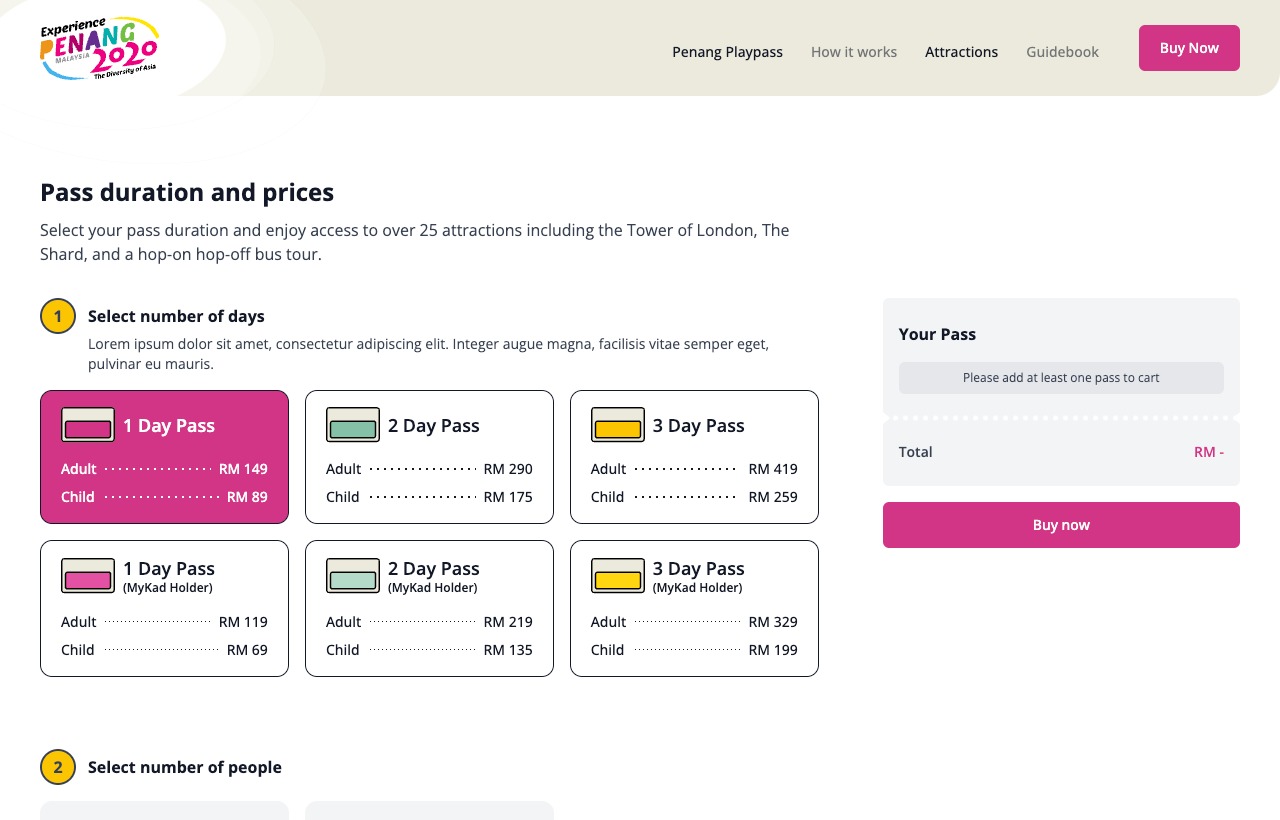 Experience
PENANG
MALAYSIA
2020
The Diversity of Asia
Penang Playpass
How it works
Attractions
Guidebook
Buy Now
Pass duration and prices
Select your pass duration and enjoy access to over 25 attractions including the Tower of London, The
Shard, and a hop-on hop-off bus tour.
1
Select number of days
Lorem ipsum dolor sit amet, consectetur adipiscing elit. Integer augue magna, facilisis vitae semper eget,
pulvinar eu mauris.
1 Day Pass
Adult RM 149
Child RM 89
2 Day Pass
Adult RM 290
Child RM 175
3 Day Pass
Adult RM 419
Child RM 259
1 Day Pass
(MyKad Holder)
Adult RM 119
Child RM 69
2 Day Pass
(MyKad Holder)
Adult RM 219
Child RM 135
3 Day Pass
(MyKad Holder)
Adult RM 329
Child RM 199
Your Pass
Please add at least one pass to cart
Total RM -
Buy now
2
Select number of people